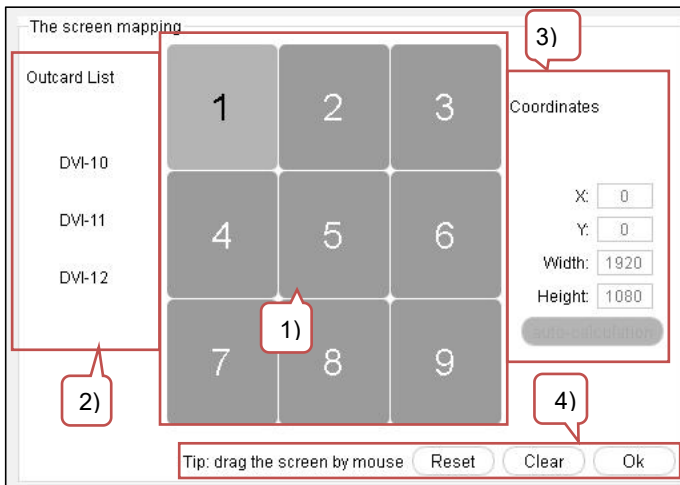 The screen mapping
3)
Outcard List
1 2 3
Coordinates
DVI-10
X: 0
DVI-11
4 5 6
Y: 0
DVI-12
Width: 1920
Height: 1080
1)
auto-calculation
7 8 9
2)
4)
Tip: drag the screen by mouse Reset Clear Ok